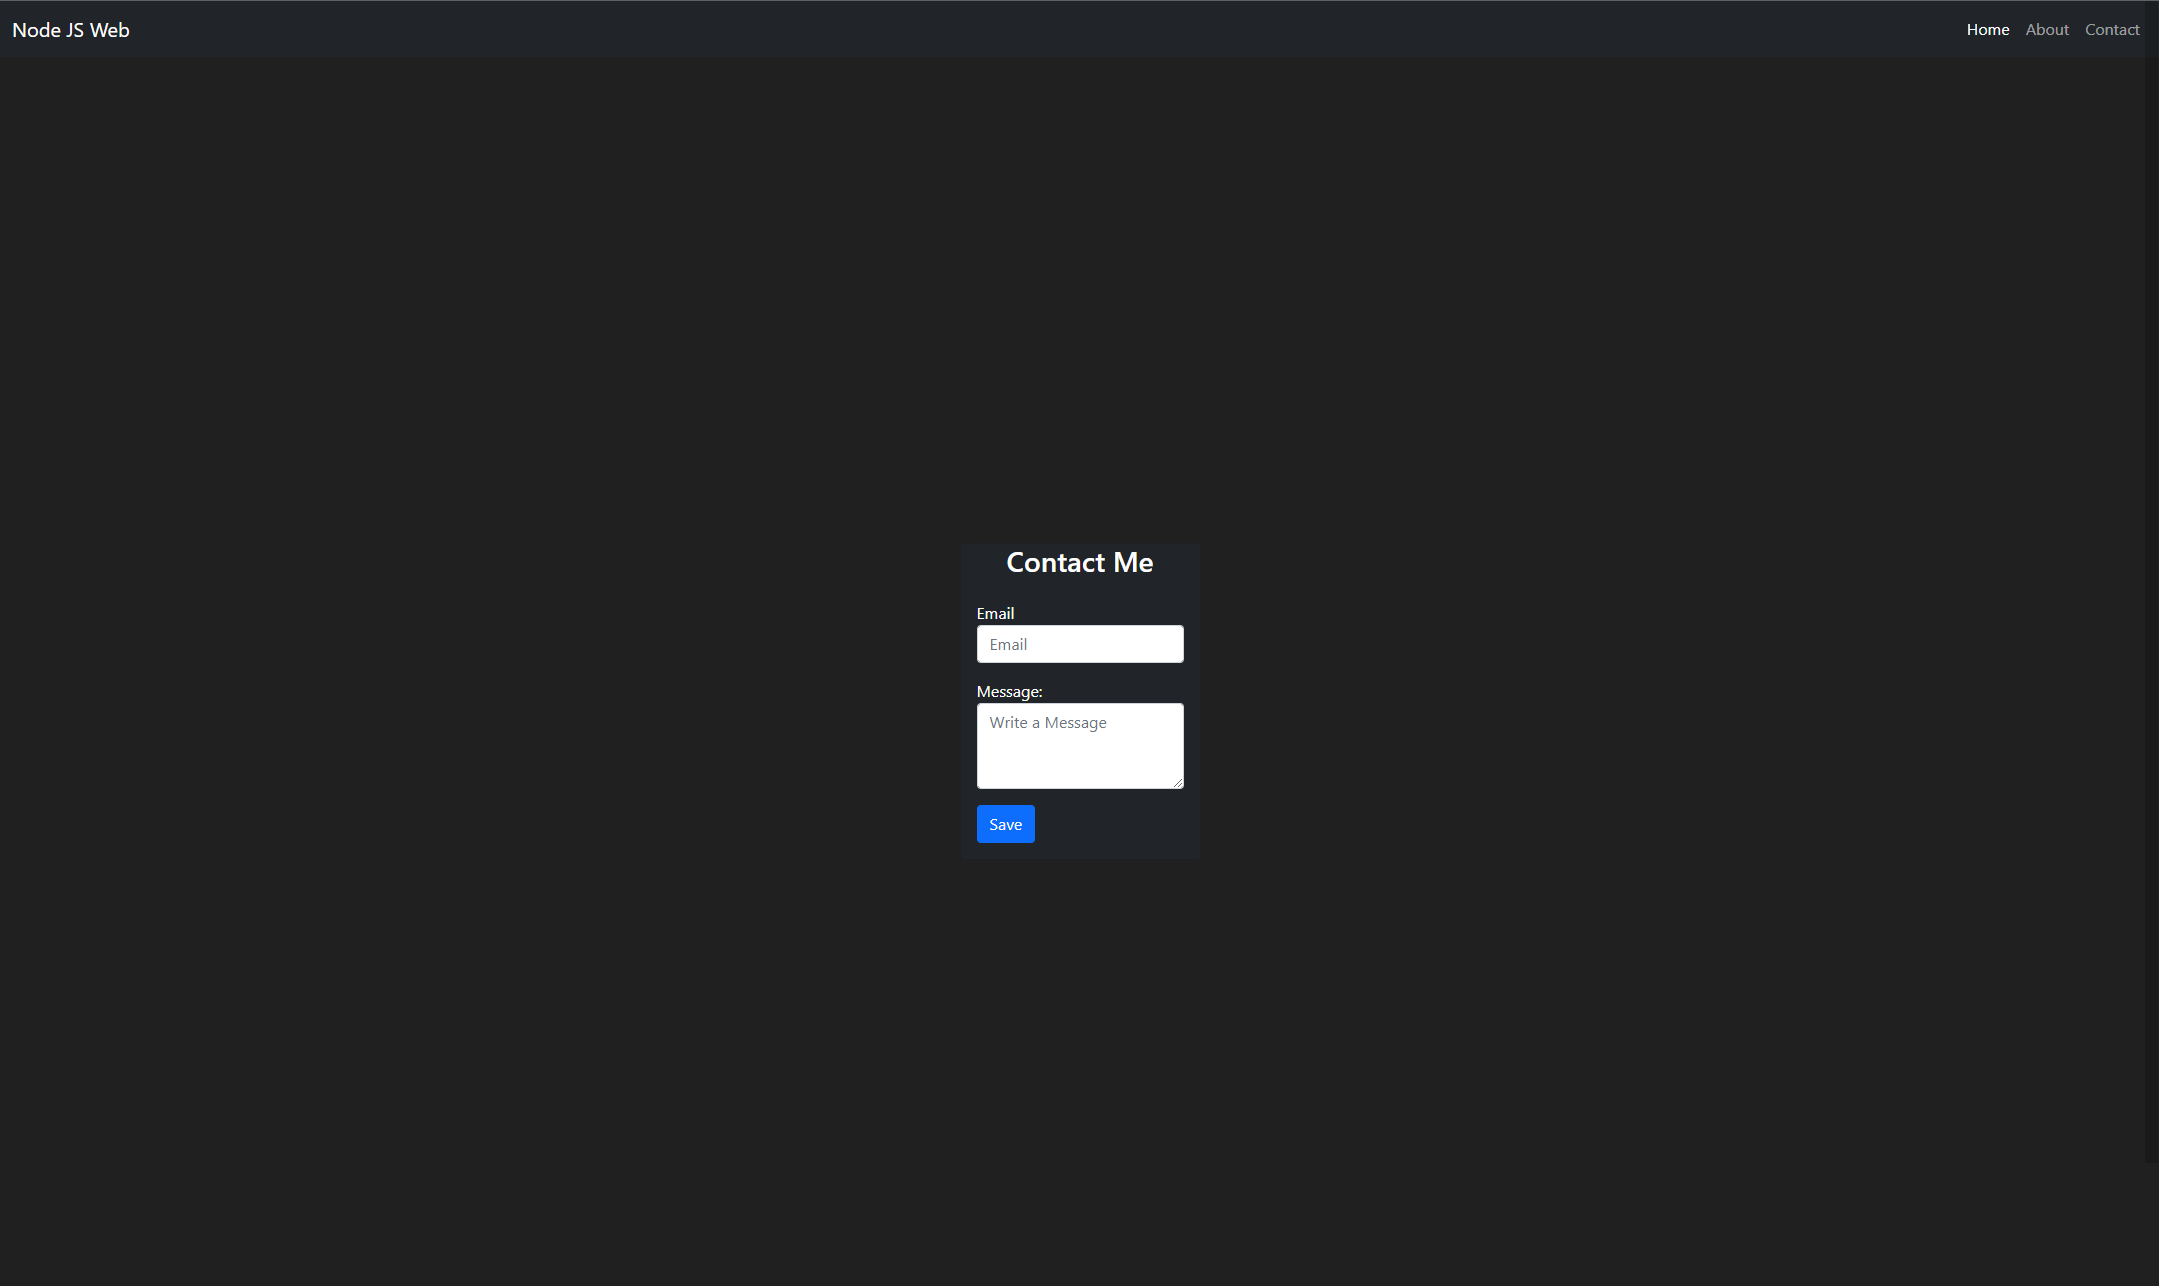 Node JS Web
Home About Contact
Contact Me
Email
Email
Message:
Write a Message
Save